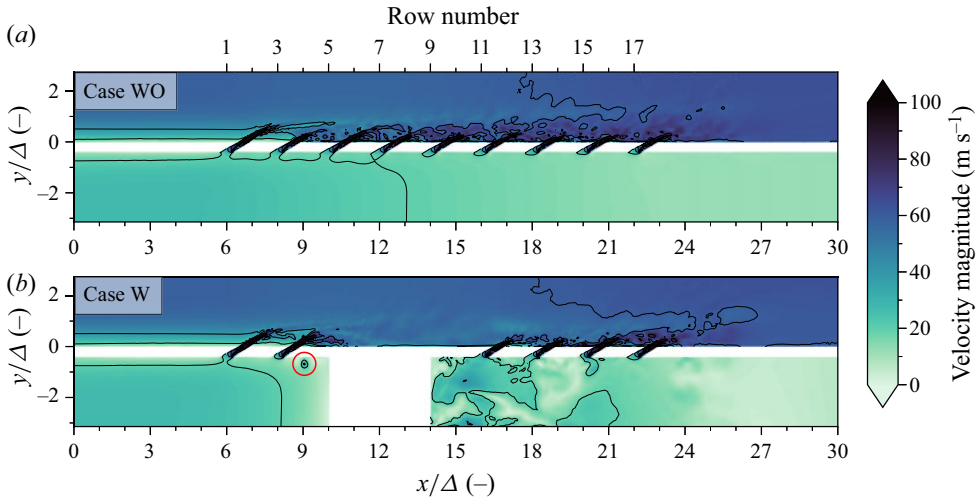 Row number
(a)
1 3 5 7 9 11 13 15 17
2
Case WO
0
y/Δ (–)
−2
0 3 6 9 12 15 18 21 24 27 30
(b)
2
Case W
0
y/Δ (–)
−2
0 3 6 9 12 15 18 21 24 27 30
x/Δ (–)
100
80
60
40
20
0
Velocity magnitude (m s−1)